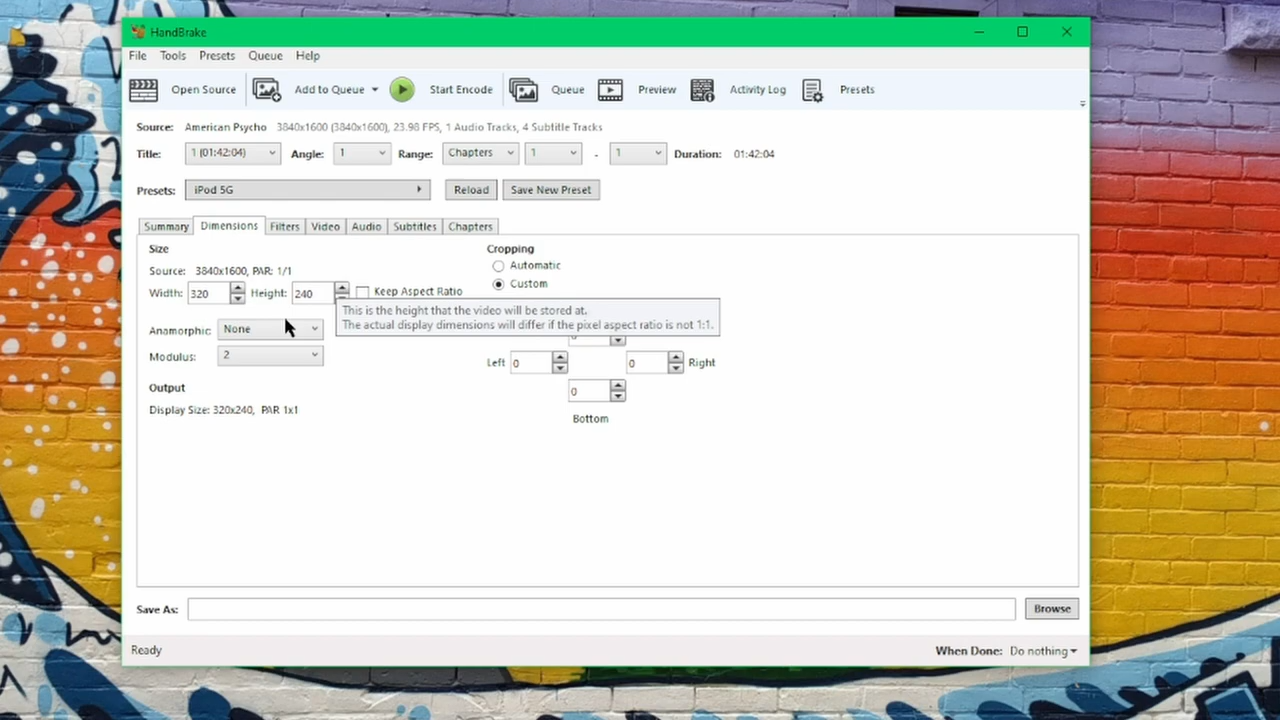 HandBrake
File Tools Presets Queue Help
Open Source Add to Queue Start Encode Queue Preview Activity Log Presets
Source: American Psycho 3840x1600 (3840x1600), 23.98 FPS, 1 Audio Tracks, 4 Subtitle Tracks
Title: 1 (01:42:04) Angle: 1 Range: Chapters 1 - 1 Duration: 01:42:04
Presets: iPod 5G Reload Save New Preset
Summary Dimensions Filters Video Audio Subtitles Chapters
Size Cropping
Source: 3840x1600, PAR: 1/1 Automatic
Width: 320 Height: 240 Keep Aspect Ratio Custom
This is the height that the video will be stored at.
The actual display dimensions will differ if the pixel aspect ratio is not 1:1.
Anamorphic: None
Modulus: 2 Left 0 0 Right
Output 0
Display Size: 320x240, PAR 1x1 Bottom
Save As: Browse
Ready When Done: Do nothing